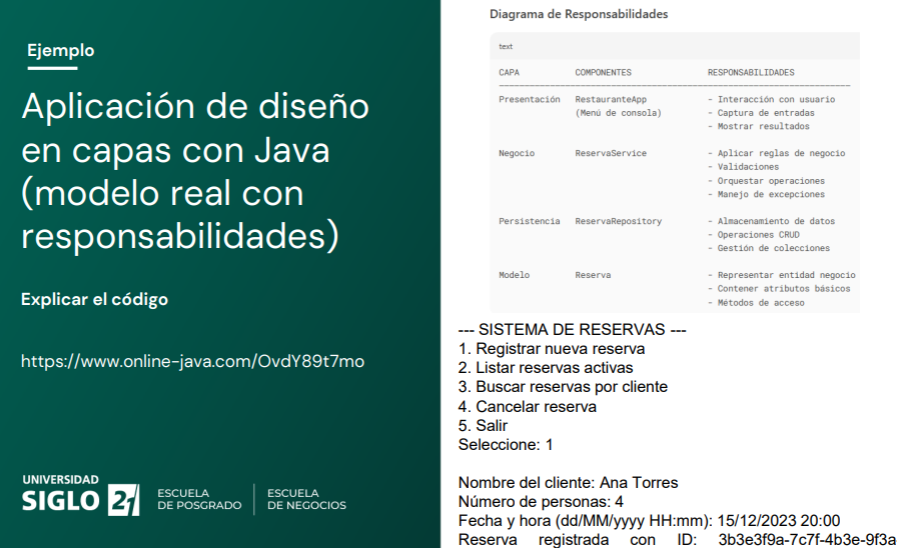 Ejemplo
Aplicación de diseño
en capas con Java
(modelo real con
responsabilidades)
Explicar el código
https://www.online-java.com/OvdY89t7mo
UNIVERSIDAD
SIGLO 21
ESCUELA
DE POSGRADO
ESCUELA
DE NEGOCIOS
Diagrama de Responsabilidades
text
CAPA COMPONENTES RESPONSABILIDADES
Presentación RestauranteApp - Interacción con usuario
(Menú de consola) - Captura de entradas
- Mostrar resultados
Negocio ReservaService - Aplicar reglas de negocio
- Validaciones
- Orquestar operaciones
- Manejo de excepciones
Persistencia ReservaRepository - Almacenamiento de datos
- Operaciones CRUD
- Gestión de colecciones
Modelo Reserva - Representar entidad negocio
- Contener atributos básicos
- Métodos de acceso
--- SISTEMA DE RESERVAS ---
1. Registrar nueva reserva
2. Listar reservas activas
3. Buscar reservas por cliente
4. Cancelar reserva
5. Salir
Seleccione: 1
Nombre del cliente: Ana Torres
Número de personas: 4
Fecha y hora (dd/MM/yyyy HH:mm): 15/12/2023 20:00
Reserva registrada con ID: 3b3e3f9a-7c7f-4b3e-9f3a